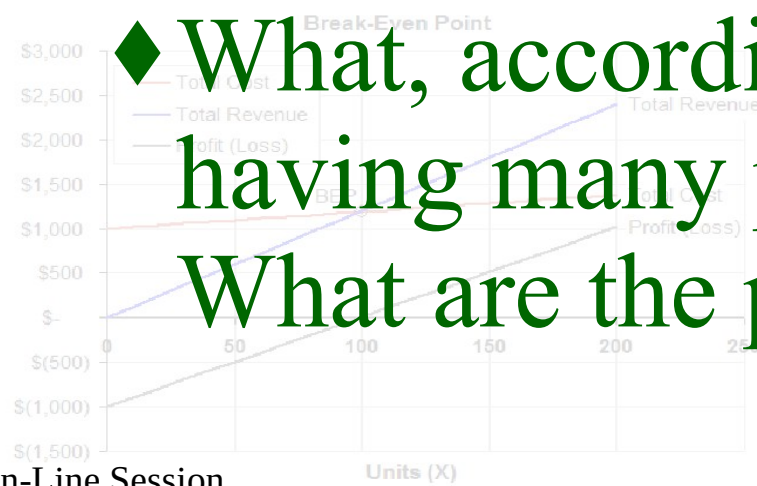 Break-Even Point
♦ What, accordi
having many
What are the
$3,000
$2,500
$2,000
$1,500
$1,000
$500
$-
$(500)
$(1,000)
$(1,500)
Total Cost
Total Revenue
Profit (Loss)
BEP
Total Revenue
Total Cost
Profit (Loss)
0 50 100 150 200 250
Units (X)
n-Line Session